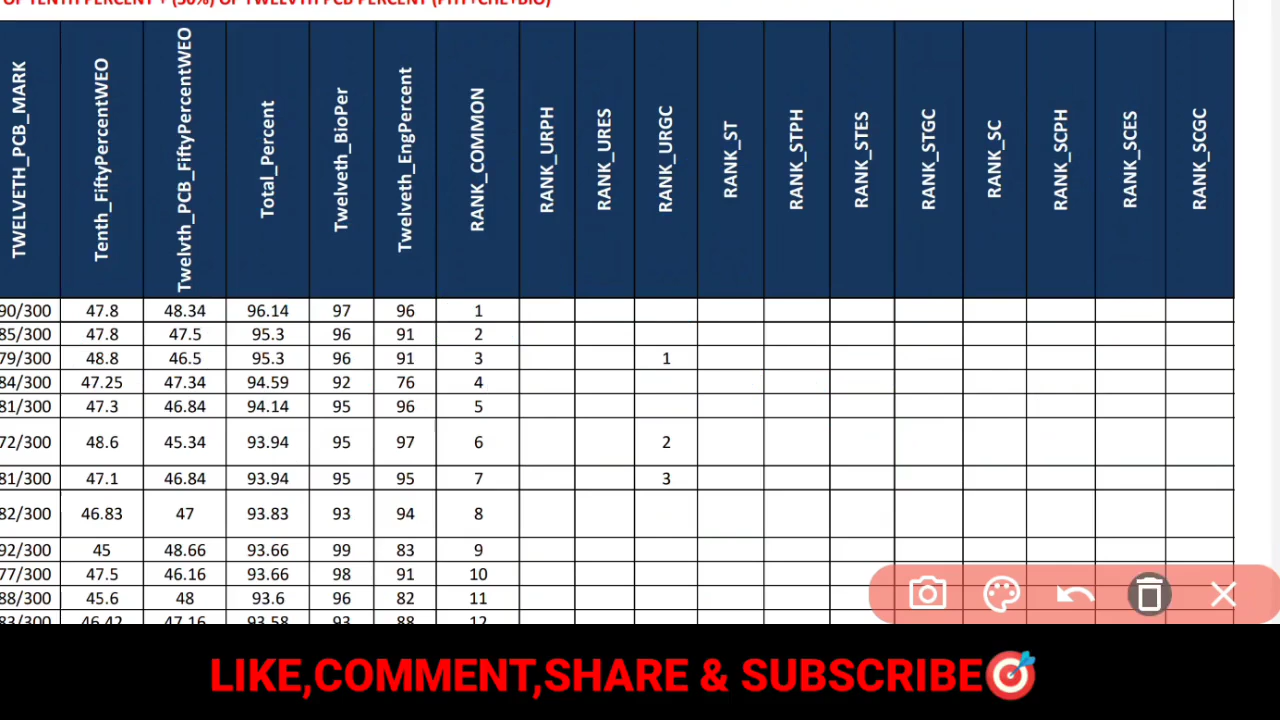 OF TENTH PERCENT + (50%) OF TWELVTH PCB PERCENT (PHY+CHE+BIO)
TWELVETH_PCB_MARK Tenth_FiftyPercentWEO Twelvth_PCB_FiftyPercentWEO Total_Percent Twelveth_BioPer Twelveth_EngPercent RANK_COMMON RANK_URPH RANK_URES RANK_URGC RANK_ST RANK_STPH RANK_STES RANK_STGC RANK_SC RANK_SCPH RANK_SCES RANK_SCGC
90/300 47.8 48.34 96.14 97 96 1
85/300 47.8 47.5 95.3 96 91 2
79/300 48.8 46.5 95.3 96 91 3 1
84/300 47.25 47.34 94.59 92 76 4
81/300 47.3 46.84 94.14 95 96 5
72/300 48.6 45.34 93.94 95 97 6 2
81/300 47.1 46.84 93.94 95 95 7 3
82/300 46.83 47 93.83 93 94 8
92/300 45 48.66 93.66 99 83 9
77/300 47.5 46.16 93.66 98 91 10
88/300 45.6 48 93.6 96 82 11
83/300 46.42 47.16 93.58 93 88 12
LIKE,COMMENT,SHARE & SUBSCRIBE